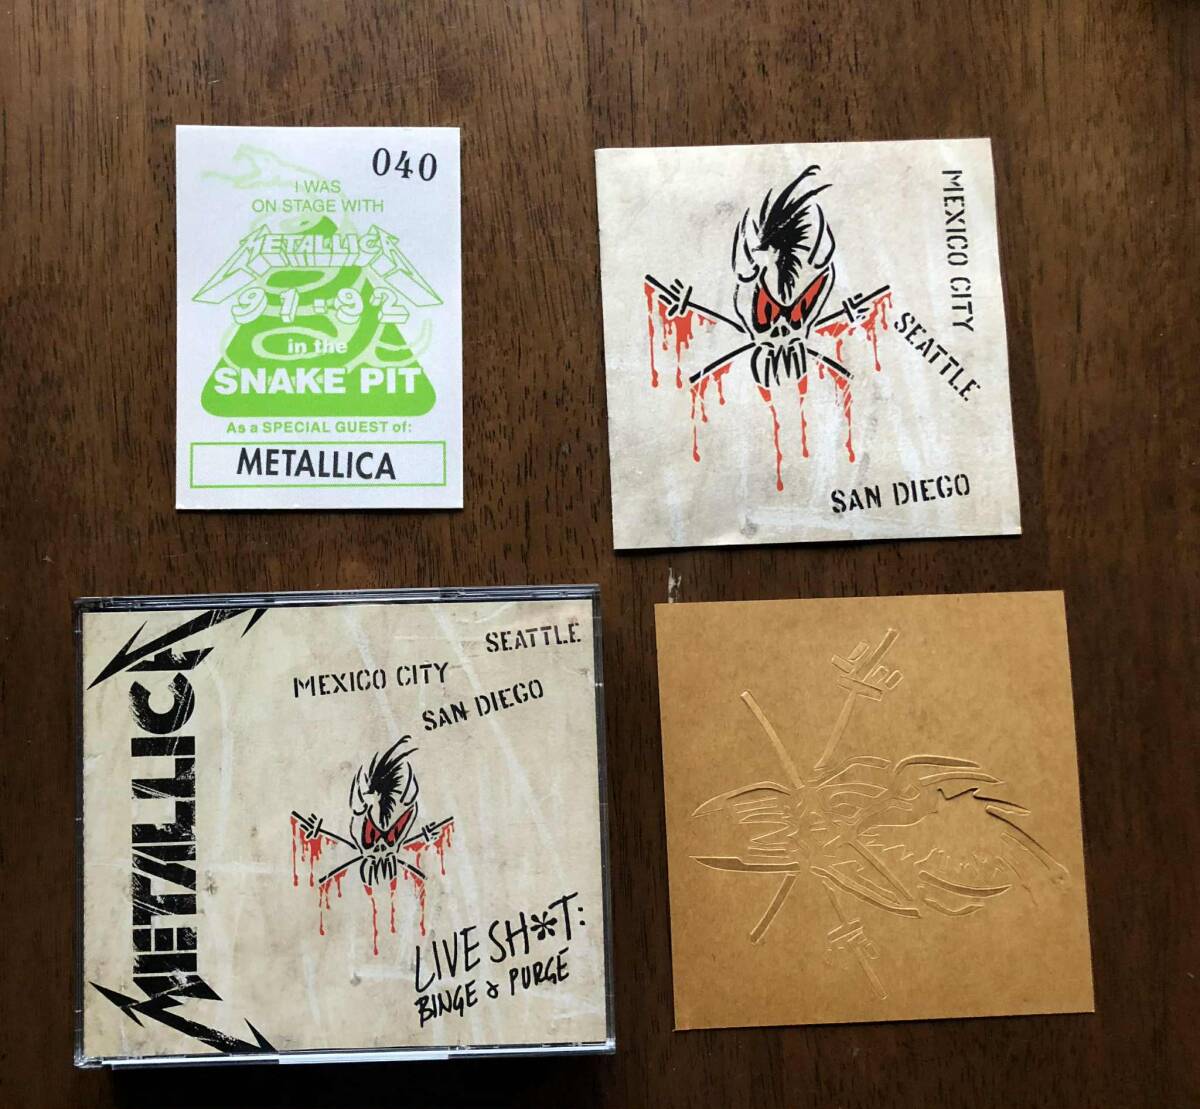 040
I WAS
ON STAGE WITH
METALLICA
91-92
in the
SNAKE PIT
As a SPECIAL GUEST of:
METALLICA
MEXICO CITY
SEATTLE
SAN DIEGO
METALLICA
SEATTLE
MEXICO CITY
SAN DIEGO
LIVE SH*T:
BINGE & PURGE